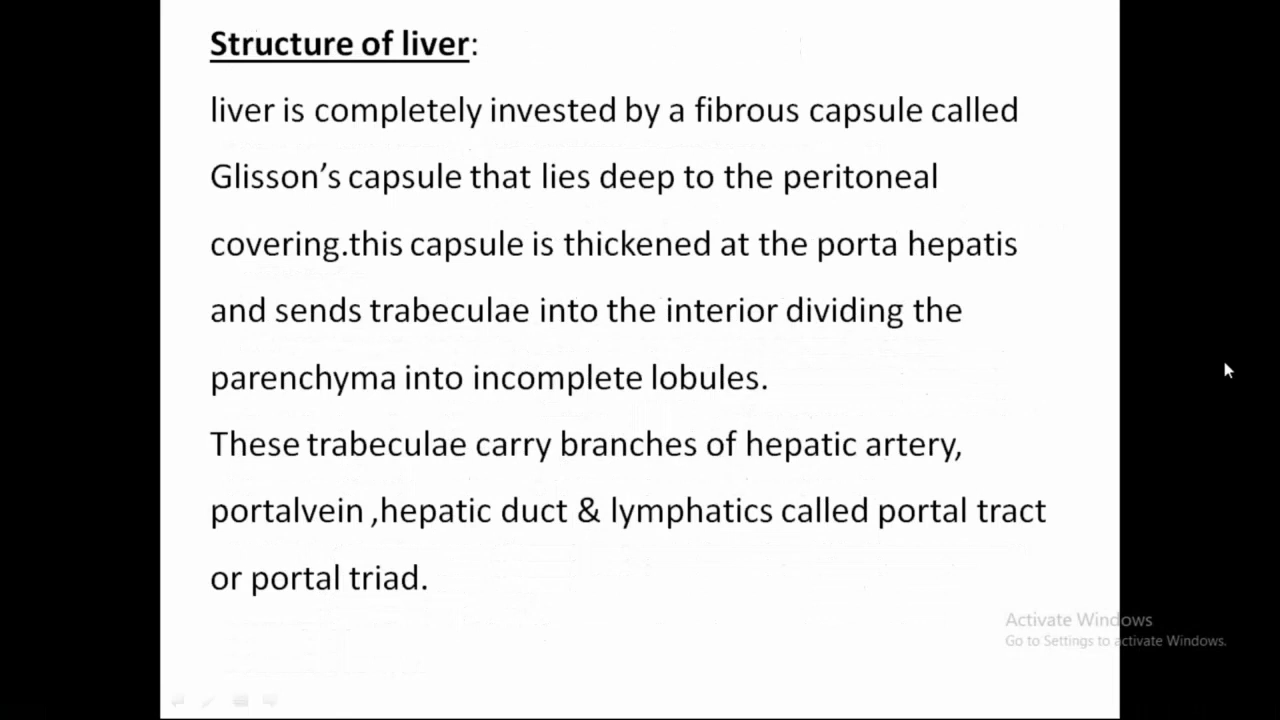 Structure of liver:
liver is completely invested by a fibrous capsule called
Glisson’s capsule that lies deep to the peritoneal
covering.this capsule is thickened at the porta hepatis
and sends trabeculae into the interior dividing the
parenchyma into incomplete lobules.
These trabeculae carry branches of hepatic artery,
portalvein ,hepatic duct & lymphatics called portal tract
or portal triad.
Activate Windows
Go to Settings to activate Windows.